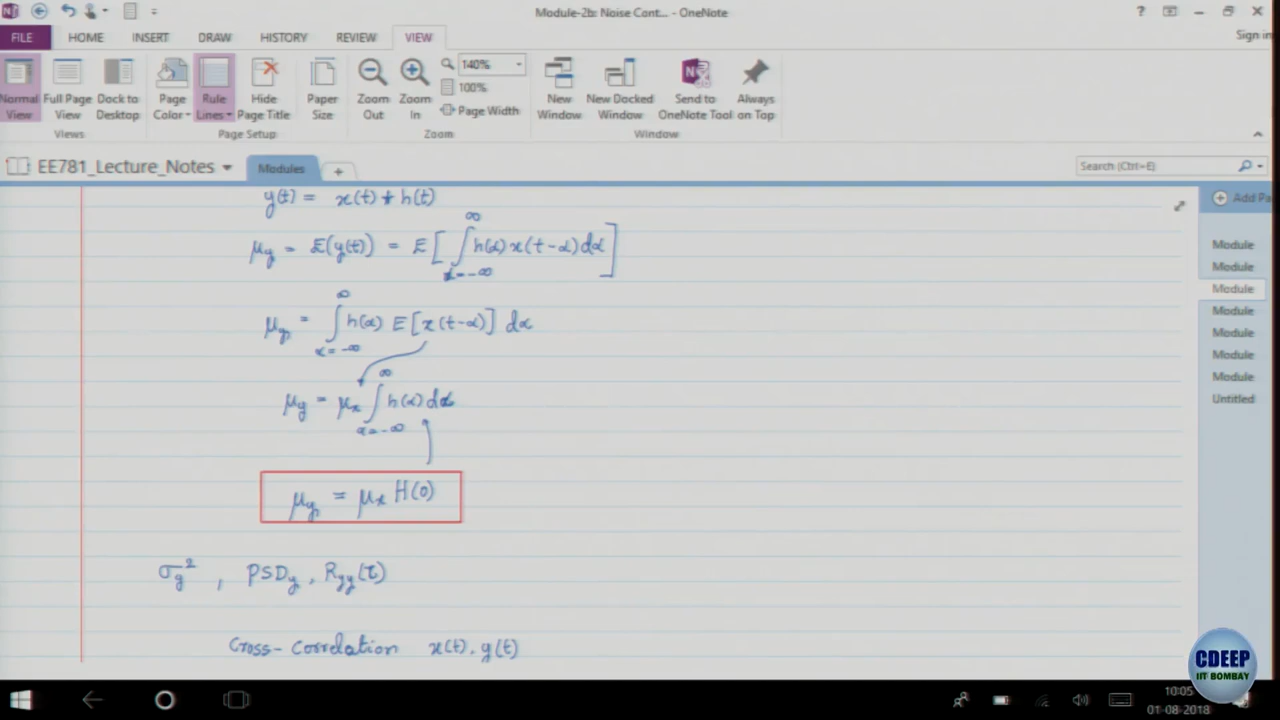 Module-2b: Noise Cont... - OneNote
? 
Sign in
FILE HOME INSERT DRAW HISTORY REVIEW VIEW
Normal View
Full Page View
Dock to Desktop
Page Color
Rule Lines
Hide Page Title
Paper Size
Zoom Out
Zoom In
140%
100%
Page Width
New Window
New Docked Window
Send to OneNote Tool
Always on Top
Views Page Setup Zoom Window
EE781_Lecture_Notes
Modules
+
Search (Ctrl+E)
Add Pa
y(t) = x(t) * h(t)
μy = E(y(t)) = E[∫_{α=-∞}^{∞} h(α) x(t-α)dα]
μy = ∫_{α=-∞}^{∞} h(α) E[x(t-α)] dα
μy = μx ∫_{α=-∞}^{∞} h(α)dα
μy = μx H(0)
σy², PSDy, Ryy(τ)
Cross-Correlation x(t), y(t)
Module
Module
Module
Module
Module
Module
Module
Untitled
CDEEP
IIT BOMBAY
10:05
01-08-2018